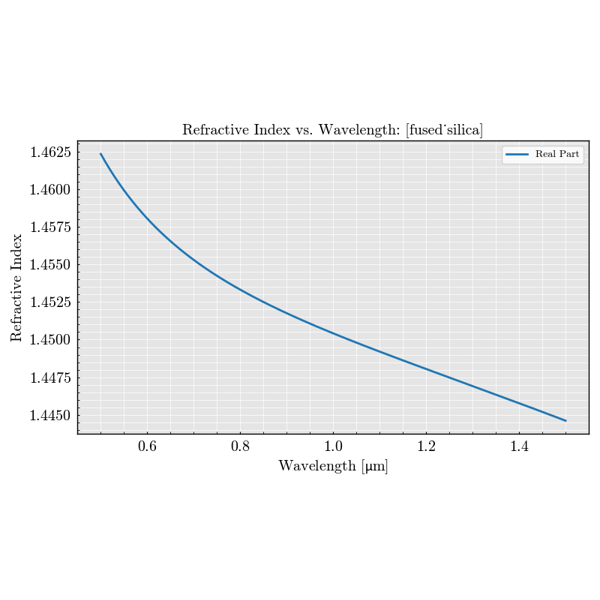 Refractive Index vs. Wavelength: [fused˙silica]
Real Part
1.4625
1.4600
1.4575
1.4550
1.4525
1.4500
1.4475
1.4450
Refractive Index
0.6 0.8 1.0 1.2 1.4
Wavelength [µm]